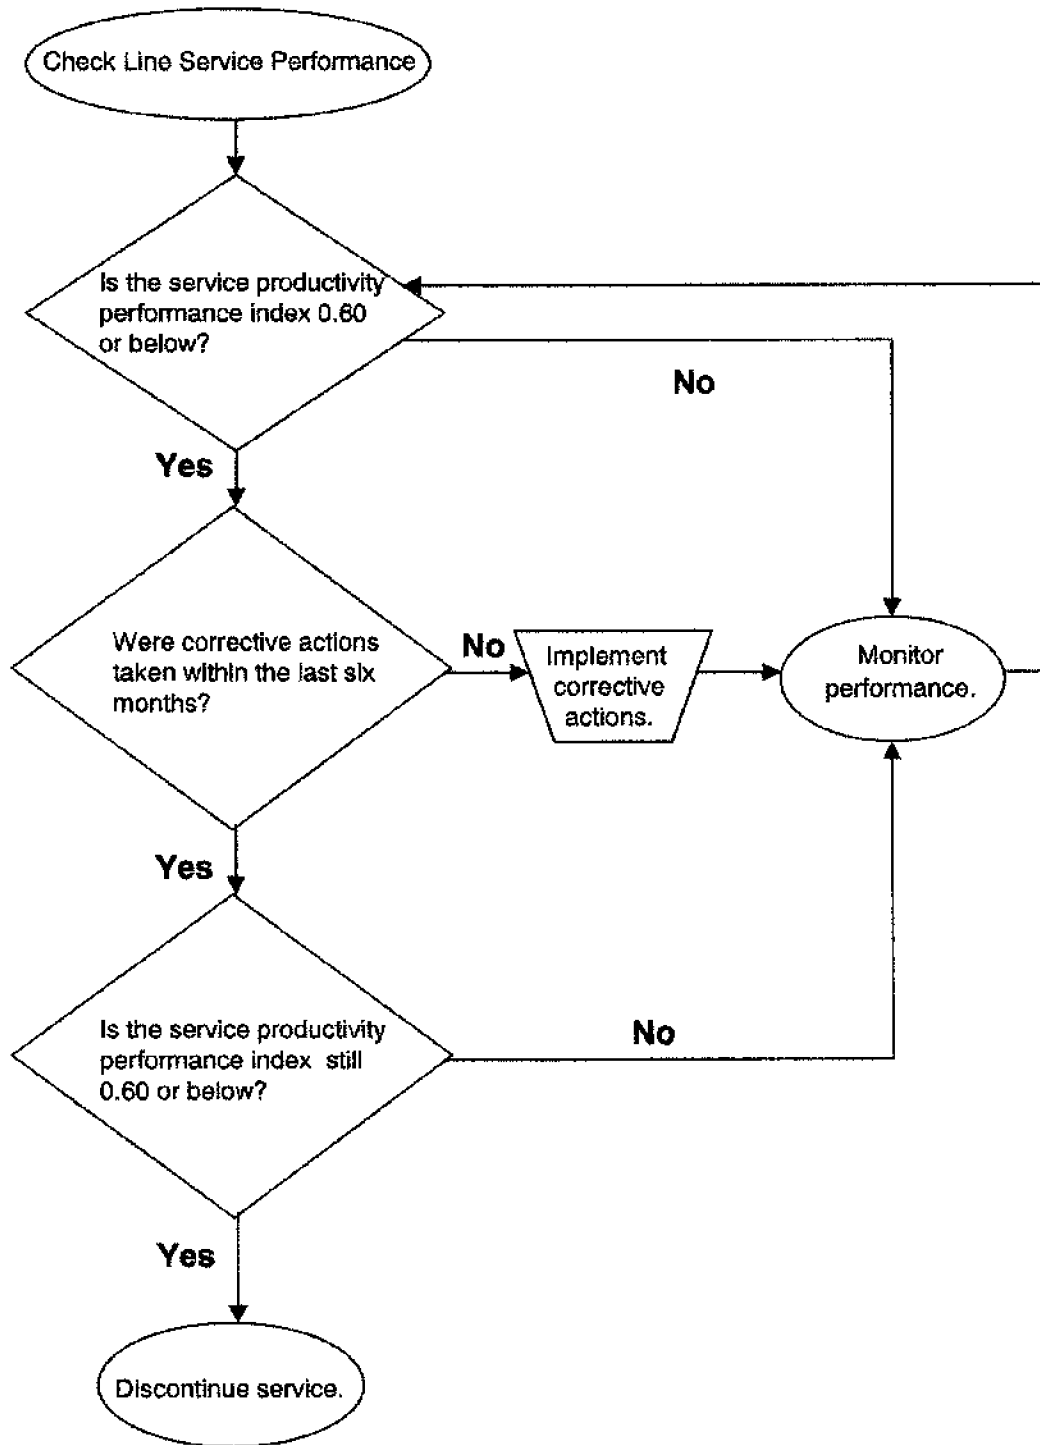 Check Line Service Performance
Is the service productivity
performance index 0.60
or below?
No
Yes
Were corrective actions
taken within the last six
months?
No
Implement
corrective
actions.
Monitor
performance.
Yes
Is the service productivity
performance index still
0.60 or below?
No
Yes
Discontinue service.